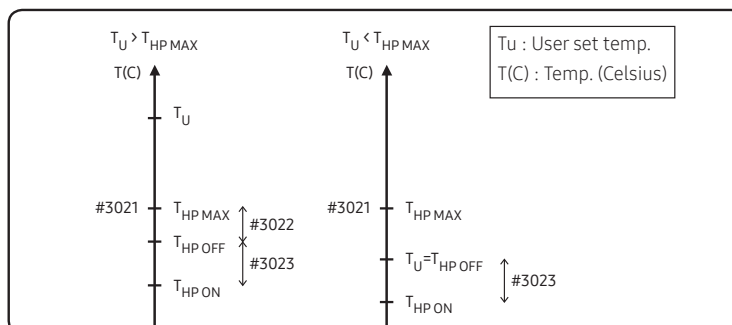 TU > THP MAX
T(C)
TU
#3021
THP MAX
#3022
THP OFF
#3023
THP ON
TU < THP MAX
T(C)
#3021
THP MAX
TU=THP OFF
#3023
THP ON
Tu : User set temp.
T(C) : Temp. (Celsius)